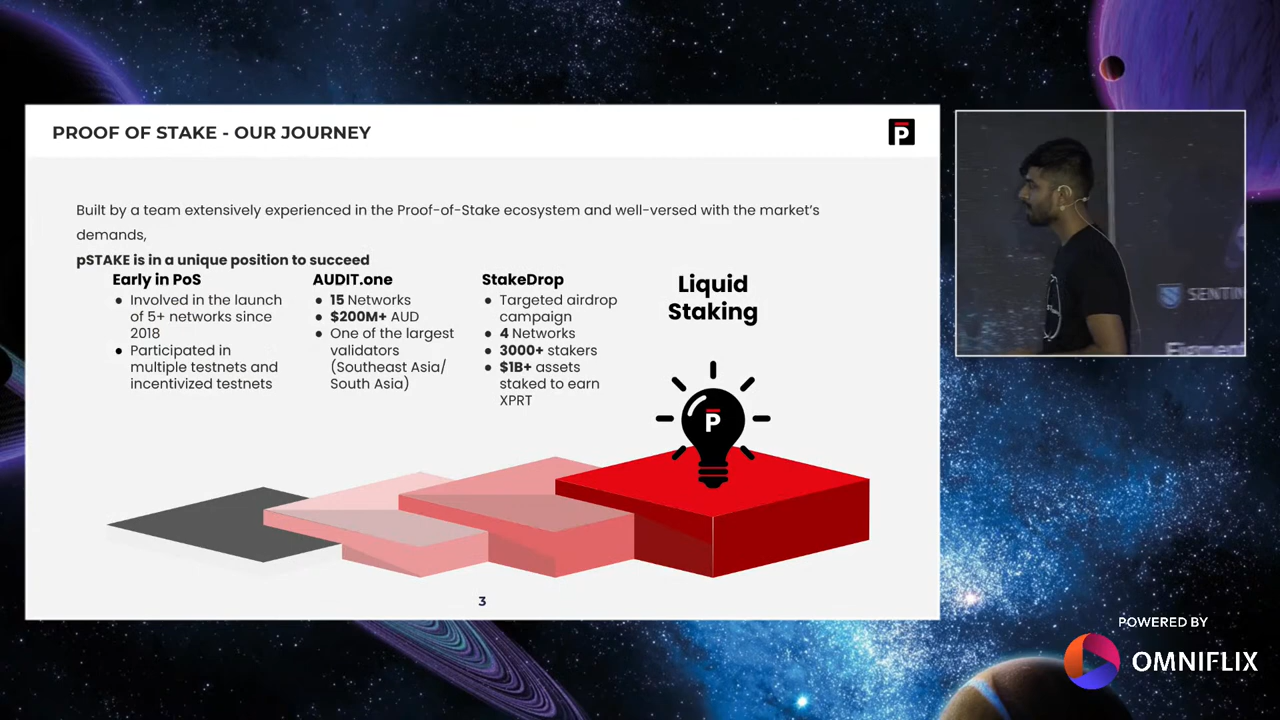 PROOF OF STAKE - OUR JOURNEY
Built by a team extensively experienced in the Proof-of-Stake ecosystem and well-versed with the market's
demands,
pSTAKE is in a unique position to succeed
Early in PoS
● Involved in the launch
of 5+ networks since
2018
● Participated in
multiple testnets and
incentivized testnets
AUDIT.one
● 15 Networks
● $200M+ AUD
● One of the largest
validators
(Southeast Asia/
South Asia)
StakeDrop
● Targeted airdrop
campaign
● 4 Networks
● 3000+ stakers
● $1B+ assets
staked to earn
XPRT
Liquid
Staking
P
3
SENTIN
POWERED BY
OMNIFLIX